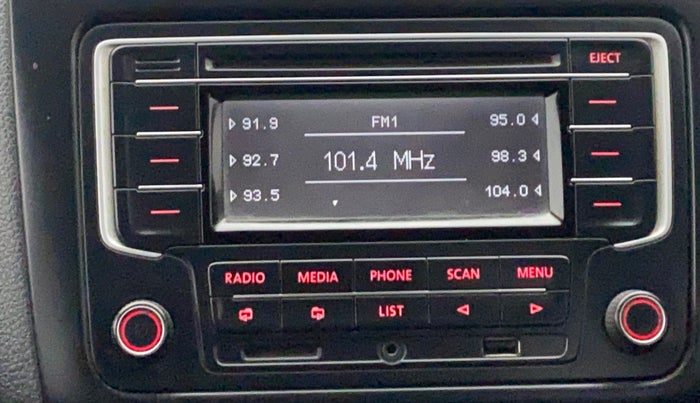 EJECT
91.9 FM1 95.0
92.7 101.4 MHz 98.3
93.5 104.0
RADIO MEDIA PHONE SCAN MENU
LIST